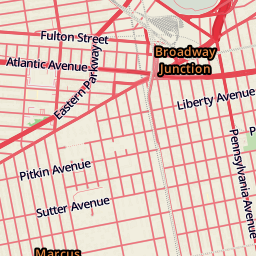 Fulton Street
Broadway
Junction
Atlantic Avenue
Eastern Parkway
Liberty Avenue
Pennsylvania Avenue
Pitkin Avenue
Sutter Avenue
Marcus